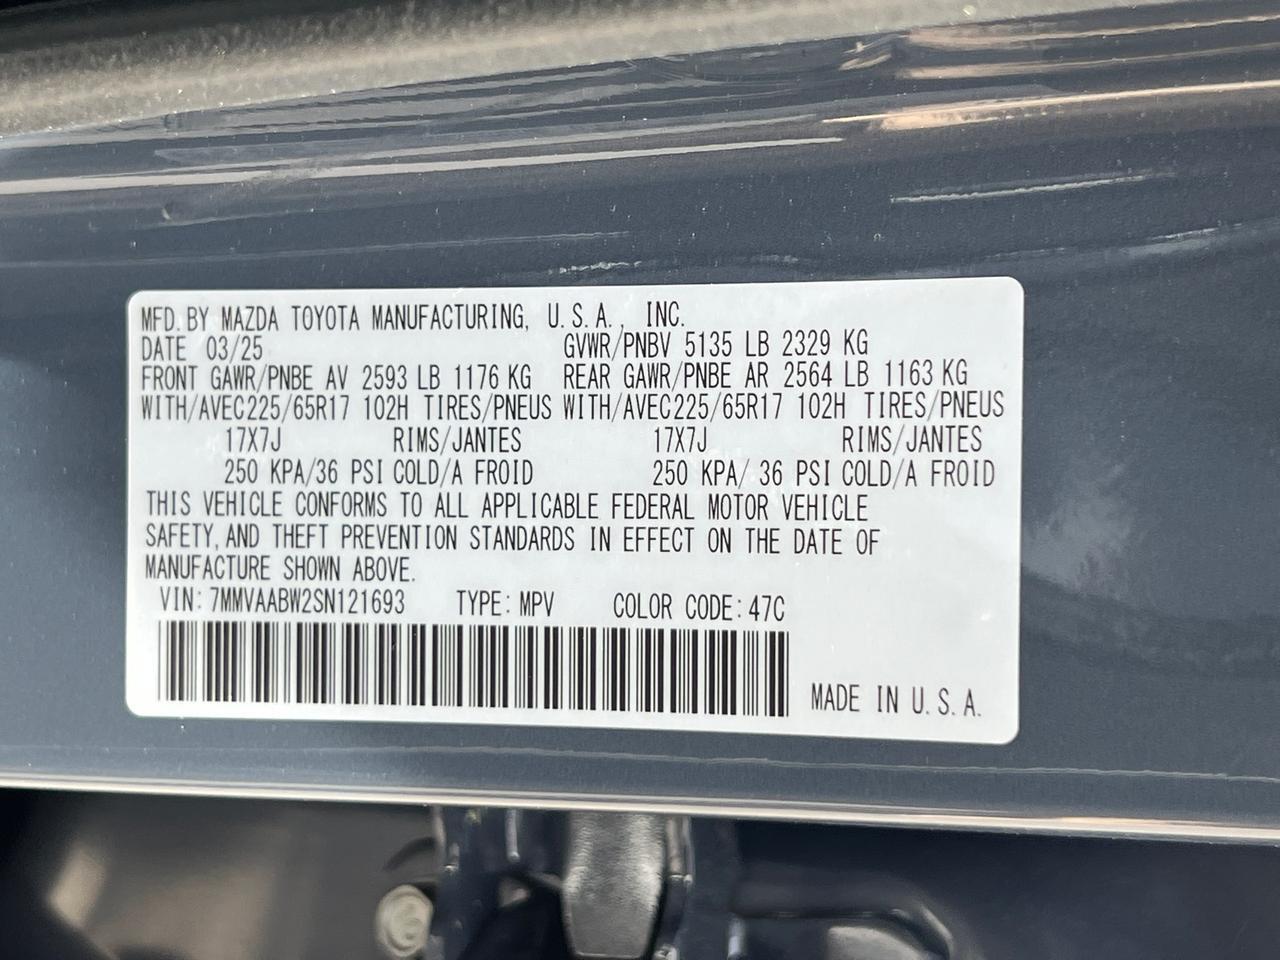 MFD. BY MAZDA TOYOTA MANUFACTURING, U.S.A., INC.
DATE 03/25 GVWR/PNBV 5135 LB 2329 KG
FRONT GAWR/PNBE AV 2593 LB 1176 KG REAR GAWR/PNBE AR 2564 LB 1163 KG
WITH/AVEC225/65R17 102H TIRES/PNEUS WITH/AVEC225/65R17 102H TIRES/PNEUS
17X7J RIMS/JANTES 17X7J RIMS/JANTES
250 KPA/36 PSI COLD/A FROID 250 KPA/ 36 PSI COLD/A FROID
THIS VEHICLE CONFORMS TO ALL APPLICABLE FEDERAL MOTOR VEHICLE
SAFETY, AND THEFT PREVENTION STANDARDS IN EFFECT ON THE DATE OF
MANUFACTURE SHOWN ABOVE.
VIN: 7MMVAABW2SN121693 TYPE: MPV COLOR CODE: 47C
MADE IN U.S.A.